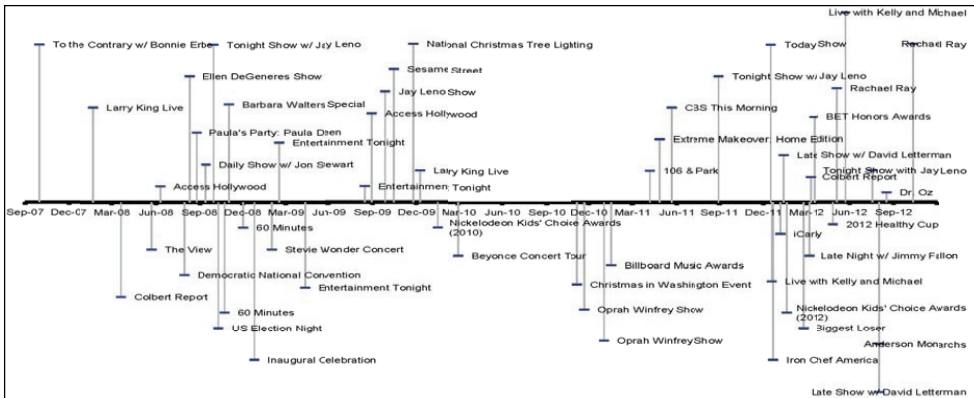 Live with Kelly and Michael
To the Contrary w/ Bonnie Erbe
Tonight Show w/ Jay Leno
National Christmas Tree Lighting
Today Show
Rachael Ray
Ellen DeGeneres Show
Sesame Street
Tonight Show w/ Jay Leno
Jay Leno Show
Rachael Ray
Larry King Live
Barbara Walters Special
Access Hollywood
CBS This Morning
BET Honors Awards
Paula's Party: Paula Deen
Entertainment Tonight
Extreme Makeover: Home Edition
Daily Show w/ Jon Stewart
Late Show w/ David Letterman
Larry King Live
106 & Park
Tonight Show with Jay Leno
Colbert Report
Access Hollywood
Entertainment Tonight
Dr. Oz
Sep-07 Dec-07 Mar-08 Jun-08 Sep-08 Dec-08 Mar-09 Jun-09 Sep-09 Dec-09 Mar-10 Jun-10 Sep-10 Dec-10 Mar-11 Jun-11 Sep-11 Dec-11 Mar-12 Jun-12 Sep-12
60 Minutes
Nickelodeon Kids' Choice Awards
(2010)
2012 Healthy Cup
iCarly
The View
Stevie Wonder Concert
Beyonce Concert Tour
Late Night w/ Jimmy Fallon
Billboard Music Awards
Democratic National Convention
Entertainment Tonight
Christmas in Washington Event
Live with Kelly and Michael
Colbert Report
60 Minutes
Oprah Winfrey Show
Nickelodeon Kids' Choice Awards
(2012)
US Election Night
Biggest Loser
Oprah Winfrey Show
Anderson Monarchs
Inaugural Celebration
Iron Chef America
Late Show w/ David Letterman